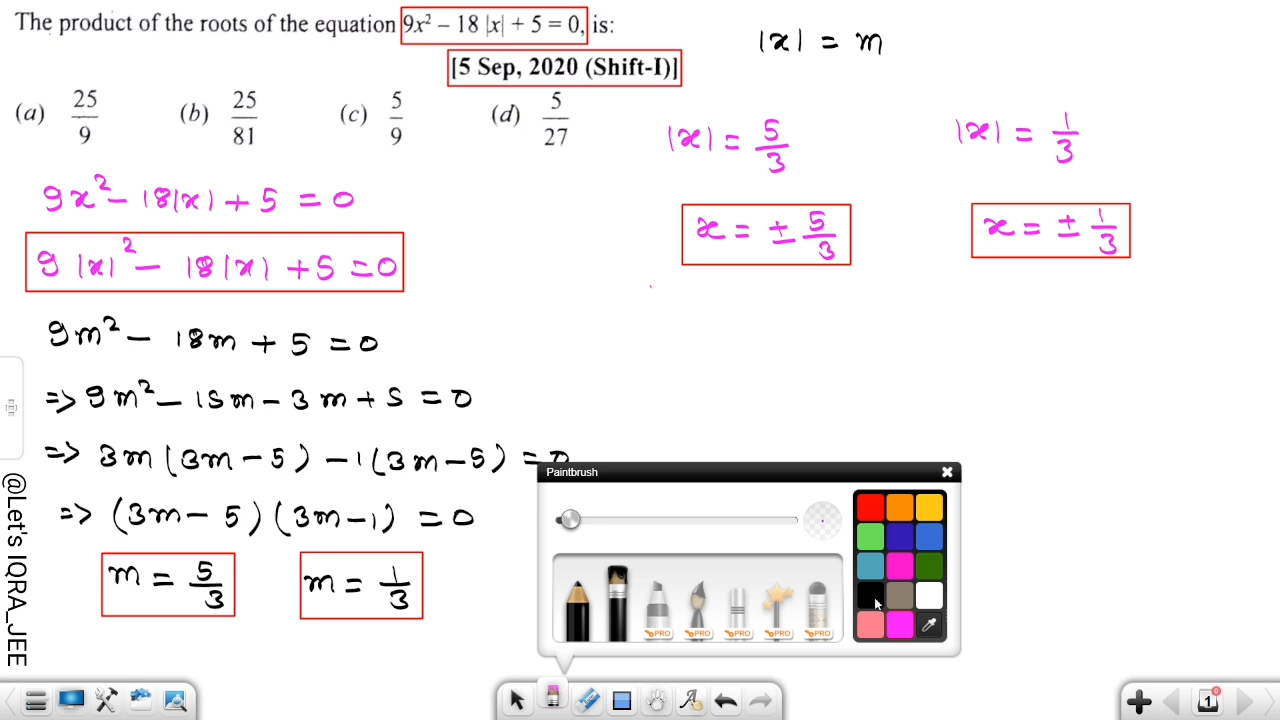 The product of the roots of the equation 9x² – 18 |x| + 5 = 0, is:
[5 Sep, 2020 (Shift-I)]
(a) 25/9 (b) 25/81 (c) 5/9 (d) 5/27
|x| = m
|x| = 5/3 |x| = 1/3
x = ± 5/3 x = ± 1/3
9x² – 18|x| + 5 = 0
9 |x|² – 18|x| + 5 = 0
9m² – 18m + 5 = 0
=> 9m² – 15m – 3m + 5 = 0
=> 3m (3m – 5) – 1(3m – 5) = 0
=> (3m – 5) (3m – 1) = 0
m = 5/3 m = 1/3
@Let's IQRA_JEE
Paintbrush
PRO PRO PRO PRO PRO
1
0